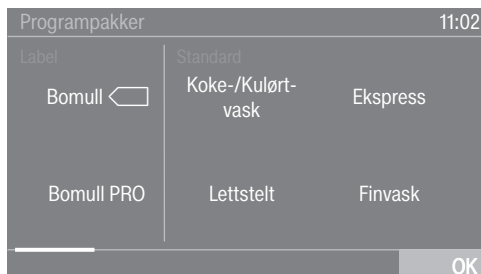 Programpakker 11:02
Label
Standard
Bomull
Koke-/Kulørt-
vask
Ekspress
Bomull PRO
Lettstelt
Finvask
OK